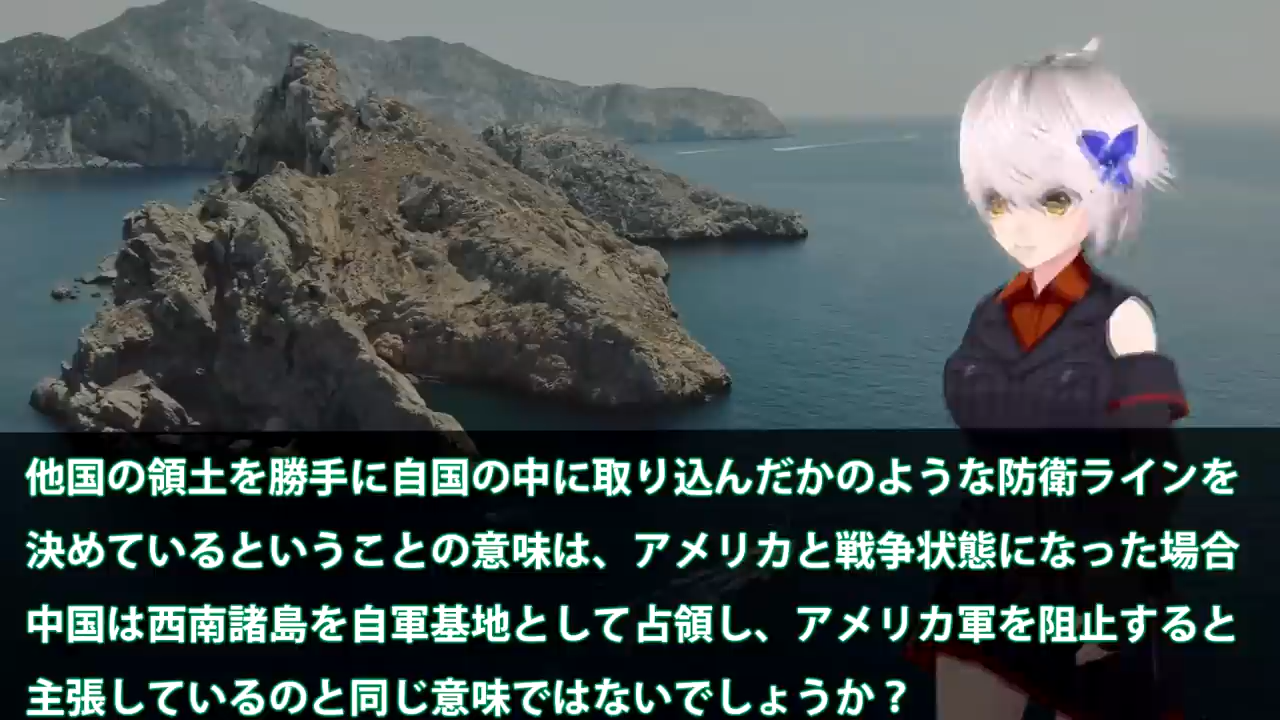 他国の領土を勝手に自国の中に取り込んだかのような防衛ラインを
決めているということの意味は、アメリカと戦争状態になった場合
中国は西南諸島を自軍基地として占領し、アメリカ軍を阻止すると
主張しているのと同じ意味ではないでしょうか？